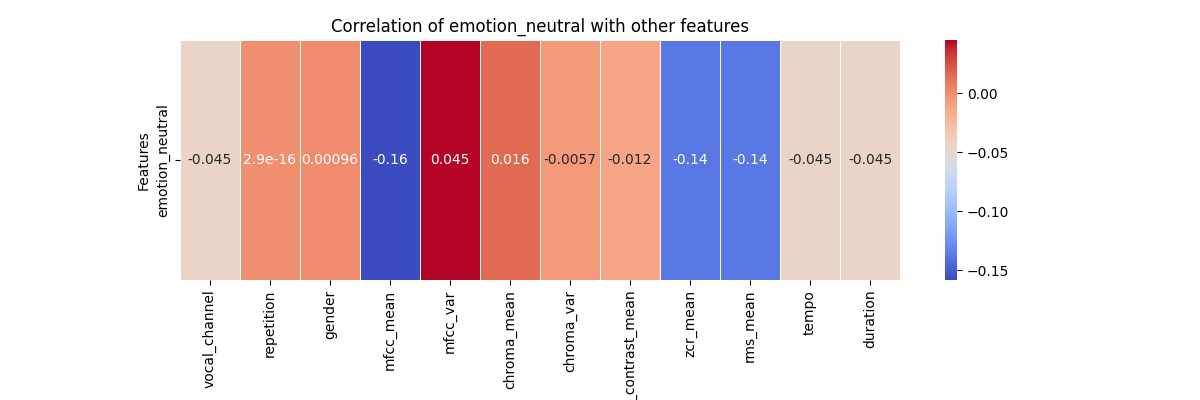 Correlation of emotion_neutral with other features
Features
emotion_neutral
-0.045 2.9e-16 0.00096 -0.16 0.045 0.016 -0.0057 -0.012 -0.14 -0.14 -0.045 -0.045
0.00
−0.05
−0.10
−0.15
vocal_channel
repetition
gender
mfcc_mean
mfcc_var
chroma_mean
chroma_var
_contrast_mean
zcr_mean
rms_mean
tempo
duration